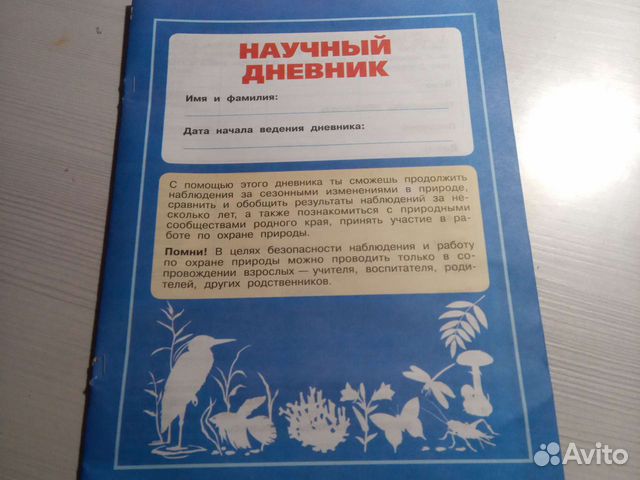 НАУЧНЫЙ
ДНЕВНИК
Имя и фамилия:
Дата начала ведения дневника:
С помощью этого дневника ты сможешь продолжить
наблюдения за сезонными изменениями в природе,
сравнить и обобщить результаты наблюдений за не-
сколько лет, а также познакомиться с природными
сообществами родного края, принять участие в ра-
боте по охране природы.
Помни! В целях безопасности наблюдения и работу
по охране природы можно проводить только в со-
провождении взрослых — учителя, воспитателя, роди-
телей, других родственников.
Avito